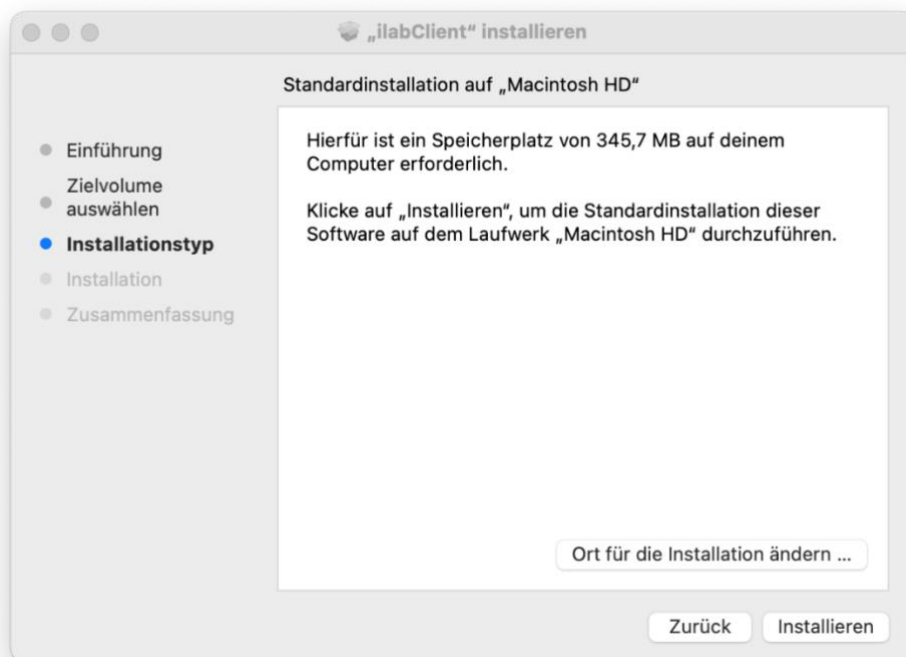 „ilabClient“ installieren
Standardinstallation auf „Macintosh HD“
Einführung
Zielvolume
auswählen
Installationstyp
Installation
Zusammenfassung
Hierfür ist ein Speicherplatz von 345,7 MB auf deinem
Computer erforderlich.
Klicke auf „Installieren“, um die Standardinstallation dieser
Software auf dem Laufwerk „Macintosh HD“ durchzuführen.
Ort für die Installation ändern ...
Zurück
Installieren